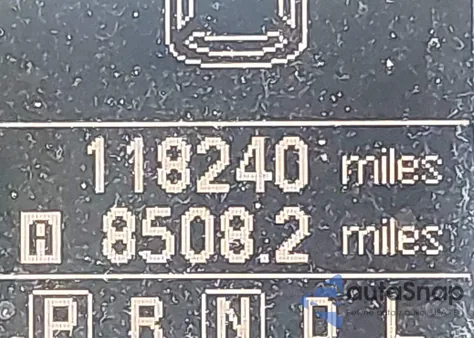 118240 miles
A 8508.2 miles
P R N D L
autoSnap